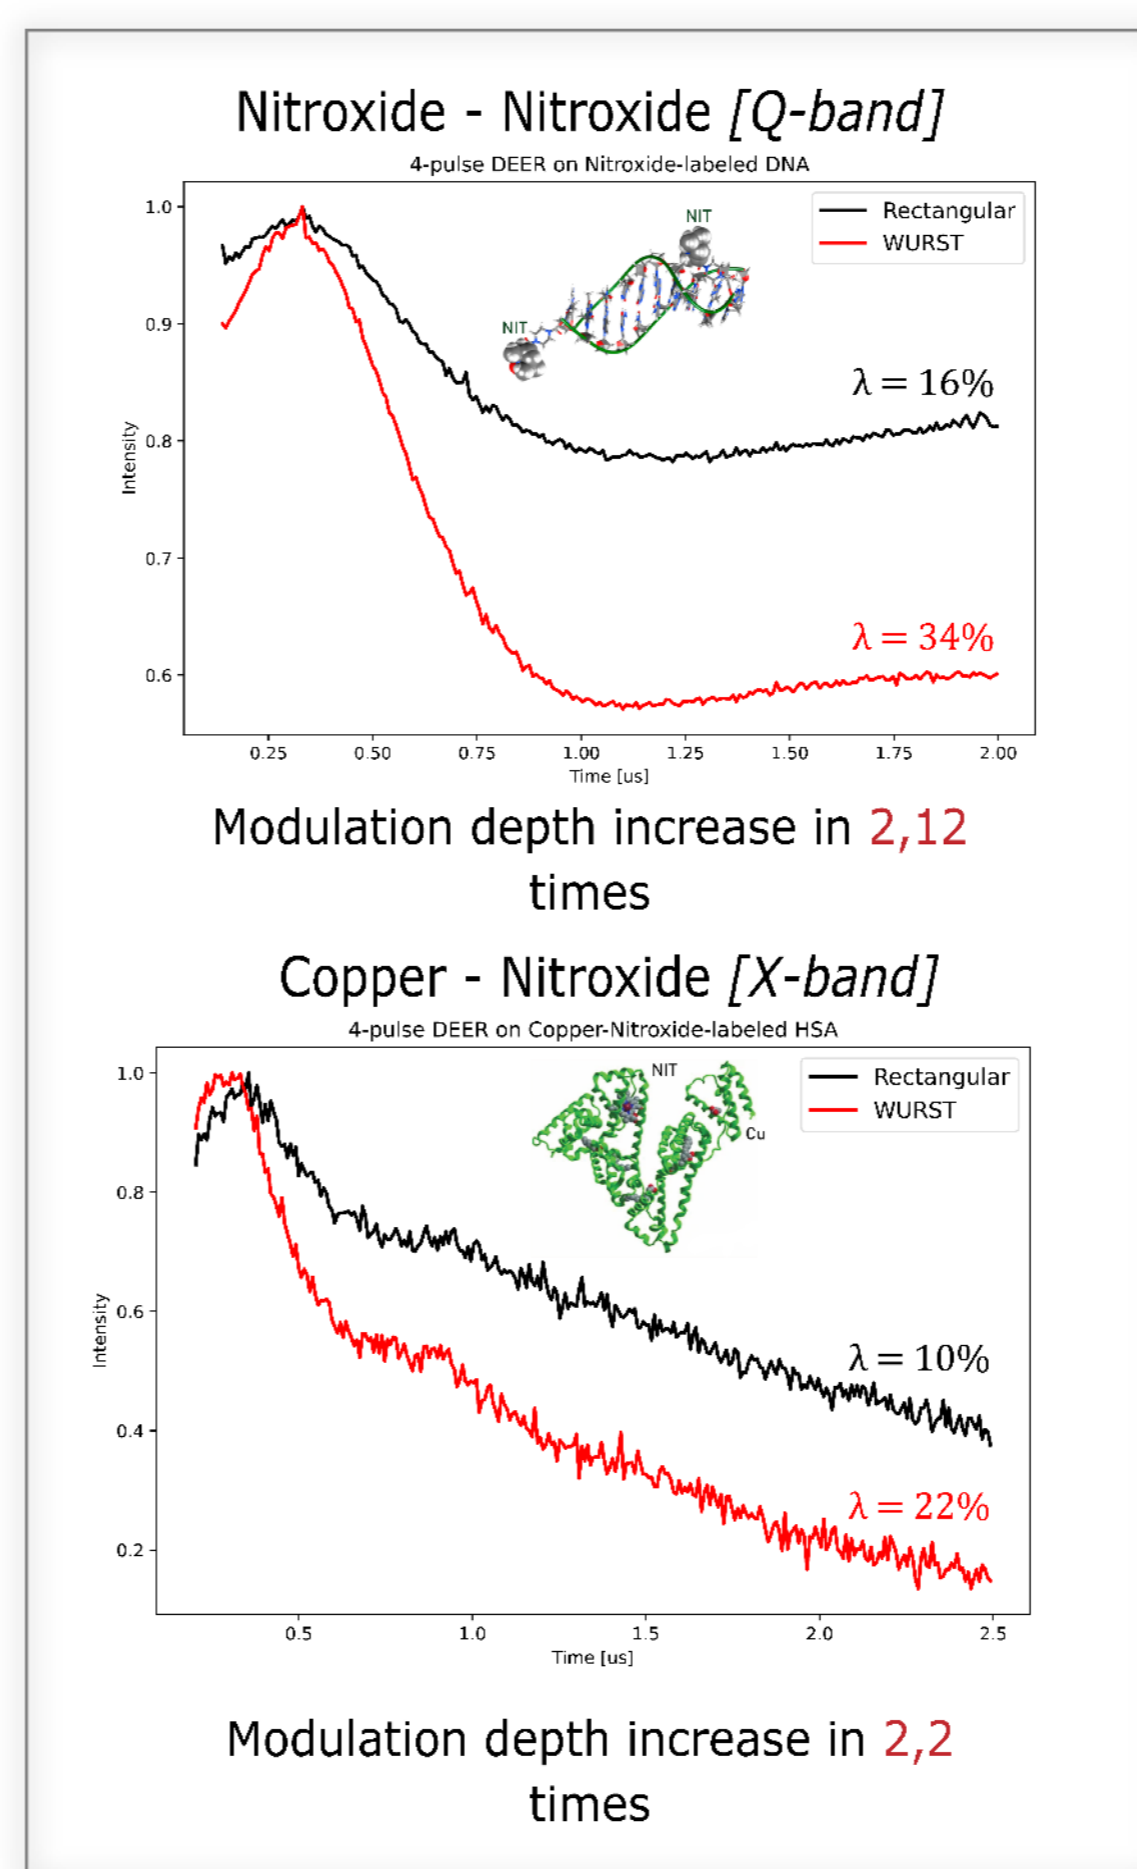 Nitroxide - Nitroxide [Q-band]
4-pulse DEER on Nitroxide-labeled DNA
1.0
0.9
0.8
0.7
0.6
Intensity
Rectangular
WURST
NIT
NIT
λ = 16%
λ = 34%
0.25 0.50 0.75 1.00 1.25 1.50 1.75 2.00
Time [us]
Modulation depth increase in 2,12
times
Copper - Nitroxide [X-band]
4-pulse DEER on Copper-Nitroxide-labeled HSA
1.0
0.8
0.6
0.4
0.2
Intensity
Rectangular
WURST
NIT
Cu
λ = 10%
λ = 22%
0.5 1.0 1.5 2.0 2.5
Time [us]
Modulation depth increase in 2,2
times